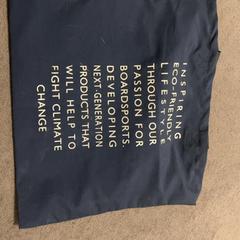 INSPIRING
ECO-FRIENDLY
LIFESTYLE
THROUGH OUR
PASSION FOR
BOARDSPORTS.
DEVELOPING
NEXT-GENERATION
PRODUCTS THAT
WILL HELP TO
FIGHT CLIMATE
CHANGE